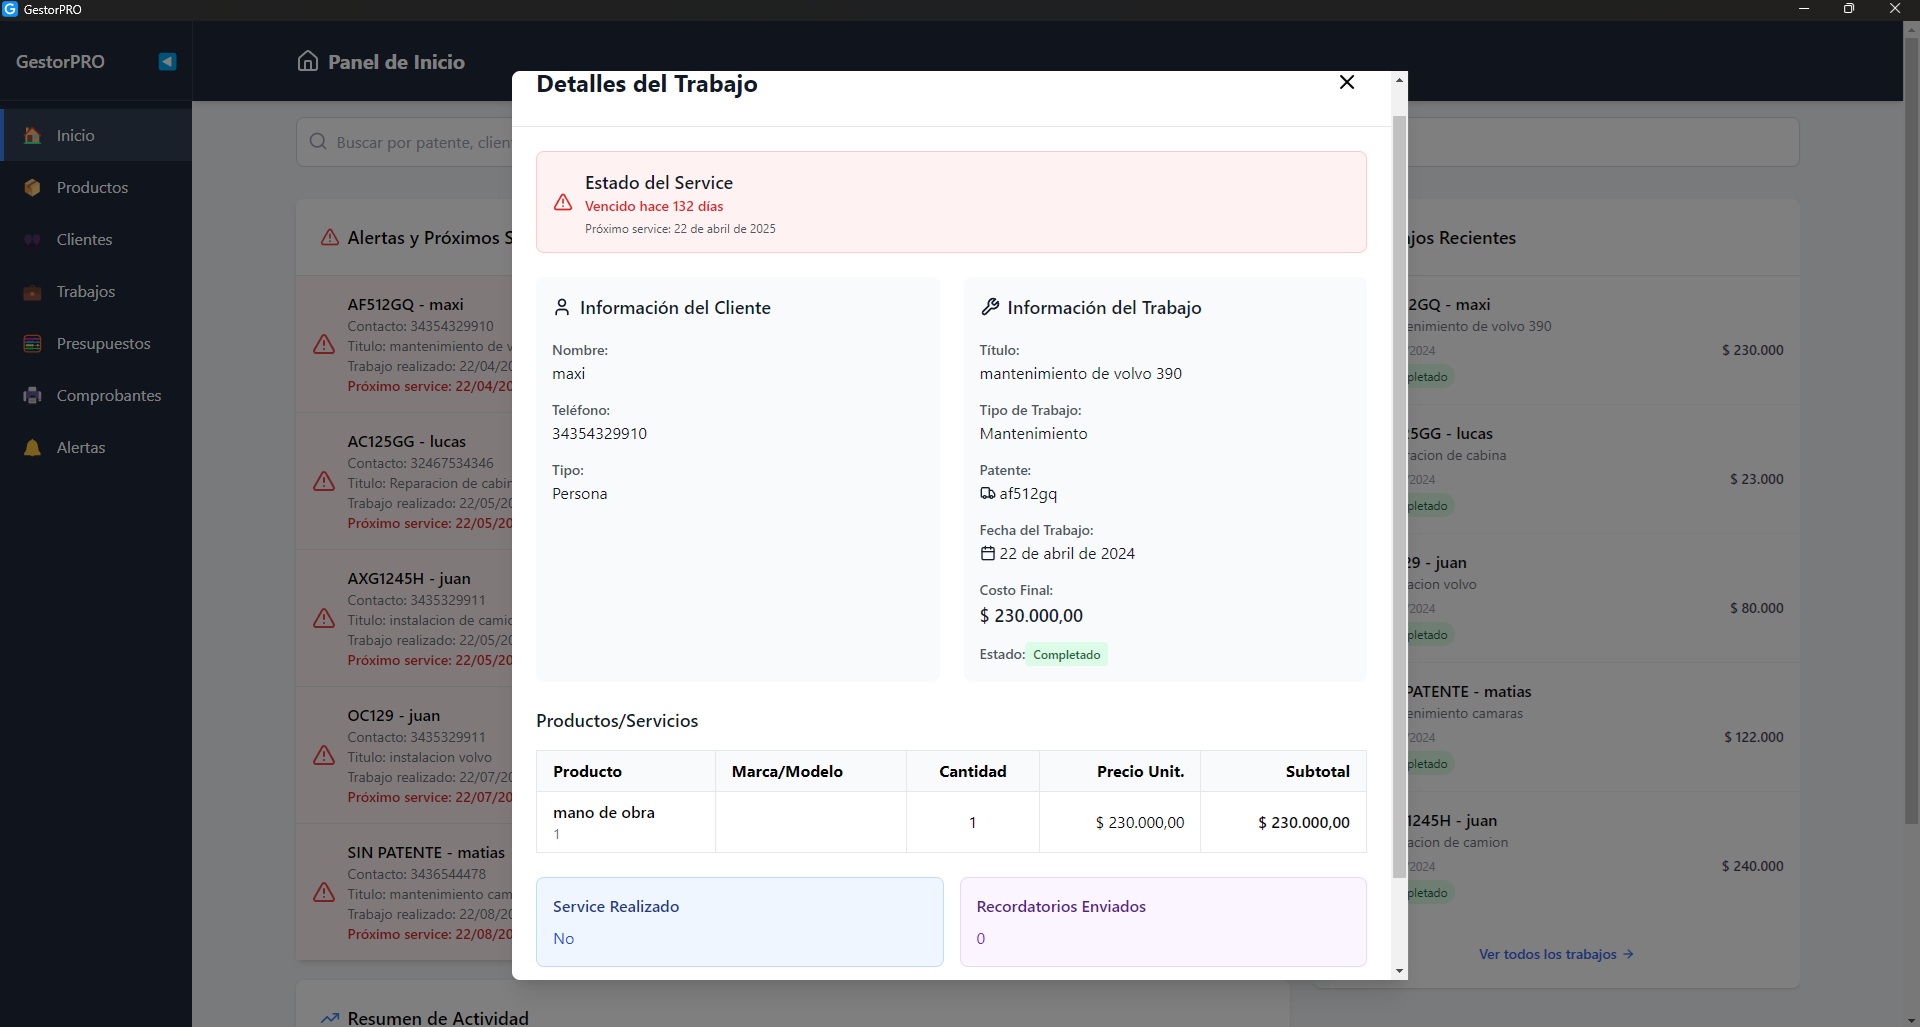 GestorPRO
GestorPRO
Inicio
Productos
Clientes
Trabajos
Presupuestos
Comprobantes
Alertas
Panel de Inicio
Buscar por patente, clien
Alertas y Próximos S
AF512GQ - maxi
Contacto: 34354329910
Titulo: mantenimiento de v
Trabajo realizado: 22/04/20
Próximo service: 22/04/20
AC125GG - lucas
Contacto: 32467534346
Titulo: Reparacion de cabin
Trabajo realizado: 22/05/20
Próximo service: 22/05/20
AXG1245H - juan
Contacto: 3435329911
Titulo: instalacion de camio
Trabajo realizado: 22/05/20
Próximo service: 22/05/20
OC129 - juan
Contacto: 3435329911
Titulo: instalacion volvo
Trabajo realizado: 22/07/20
Próximo service: 22/07/20
SIN PATENTE - matias
Contacto: 3436544478
Titulo: mantenimiento cam
Trabajo realizado: 22/08/20
Próximo service: 22/08/20
Resumen de Actividad
Detalles del Trabajo
Estado del Service
Vencido hace 132 días
Próximo service: 22 de abril de 2025
Información del Cliente
Nombre:
maxi
Teléfono:
34354329910
Tipo:
Persona
Información del Trabajo
Título:
mantenimiento de volvo 390
Tipo de Trabajo:
Mantenimiento
Patente:
af512gq
Fecha del Trabajo:
22 de abril de 2024
Costo Final:
$ 230.000,00
Estado: Completado
Productos/Servicios
Producto Marca/Modelo Cantidad Precio Unit. Subtotal
mano de obra 1 $ 230.000,00 $ 230.000,00
1
Service Realizado
No
Recordatorios Enviados
0
jos Recientes
2GQ - maxi
enimiento de volvo 390
/2024 $ 230.000
pletado
5GG - lucas
racion de cabina
/2024 $ 23.000
pletado
29 - juan
acion volvo
/2024 $ 80.000
pletado
PATENTE - matias
enimiento camaras
/2024 $ 122.000
pletado
1245H - juan
acion de camion
/2024 $ 240.000
pletado
Ver todos los trabajos →